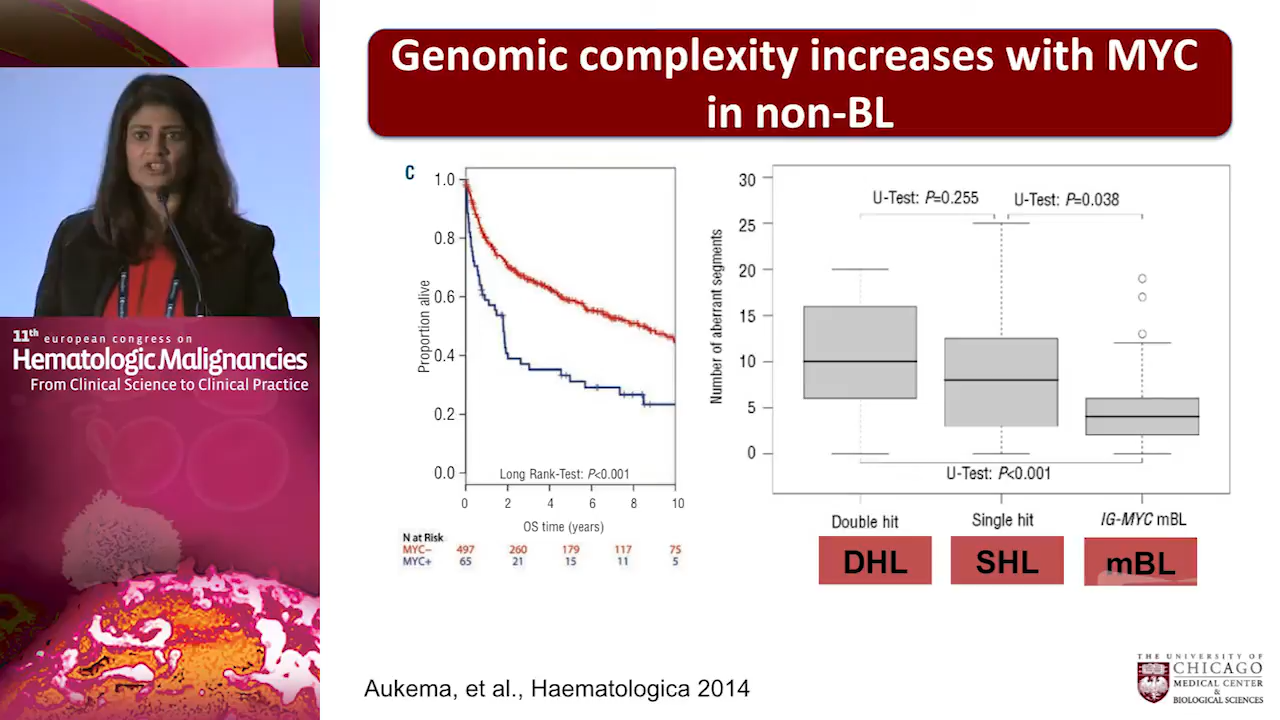 Genomic complexity increases with MYC
in non-BL
11th european congress on
Hematologic Malignancies
From Clinical Science to Clinical Practice
C
Proportion alive
1.0
0.8
0.6
0.4
0.2
0.0
Long Rank-Test: P<0.001
0 2 4 6 8 10
OS time (years)
N at Risk
MYC− 497 260 179 117 75
MYC+ 65 21 15 11 5
Number of aberrant segments
30
25
20
15
10
5
0
U-Test: P=0.255
U-Test: P=0.038
U-Test: P<0.001
Double hit Single hit IG-MYC mBL
DHL SHL mBL
Aukema, et al., Haematologica 2014
THE UNIVERSITY OF
CHICAGO
MEDICAL CENTER
&
BIOLOGICAL SCIENCES